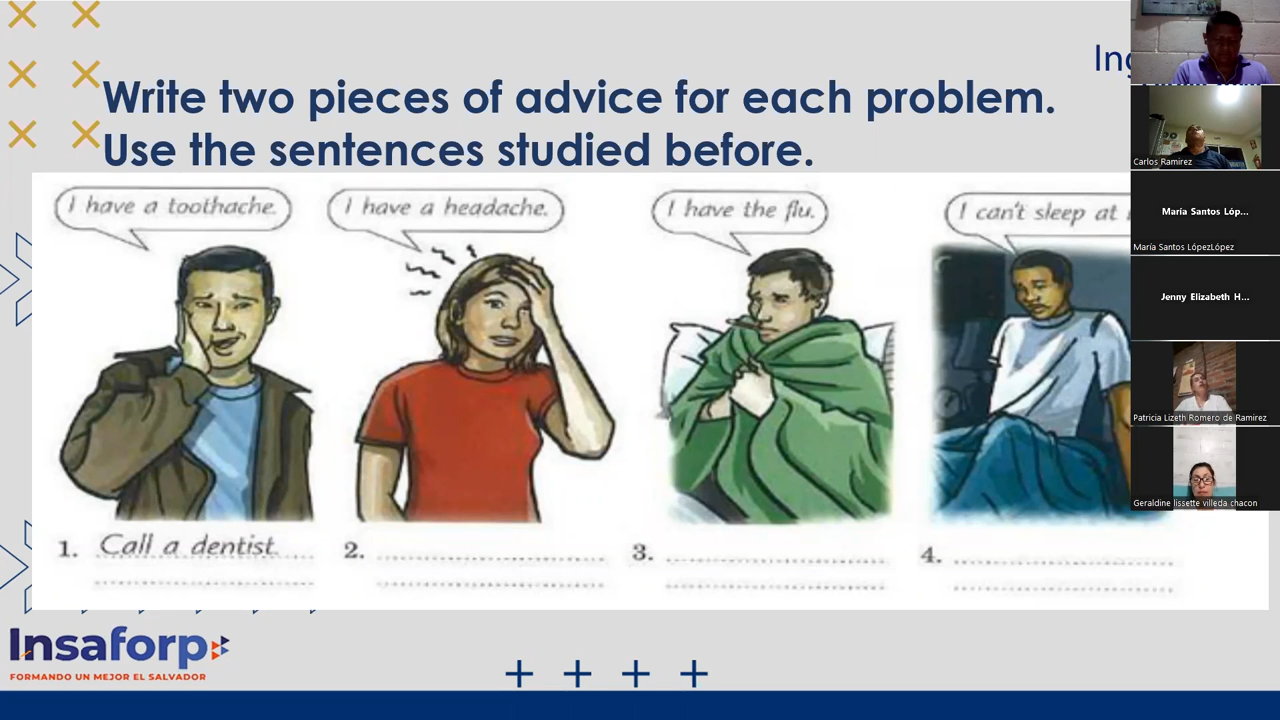 Ing
Write two pieces of advice for each problem.
Use the sentences studied before.
I have a toothache.
I have a headache.
I have the flu.
I can't sleep at
1. Call a dentist.
2.
3.
4.
Insaforp
FORMANDO UN MEJOR EL SALVADOR
Carlos Ramirez
María Santos Lóp...
María Santos LópezLópez
Jenny Elizabeth H...
Patricia Lizeth Romero de Ramirez
Geraldine lissette villeda chacon